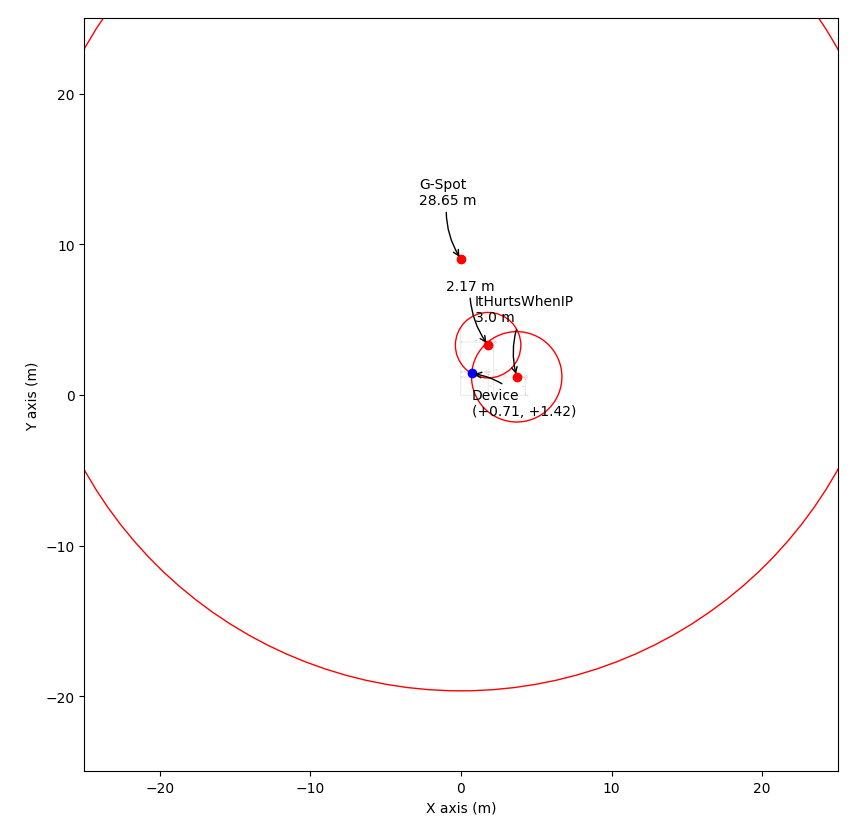 20
10
0
−10
−20
Y axis (m)
G-Spot
28.65 m
2.17 m
ItHurtsWhenIP
3.0 m
Device
(+0.71, +1.42)
−20
−10
0
10
20
X axis (m)